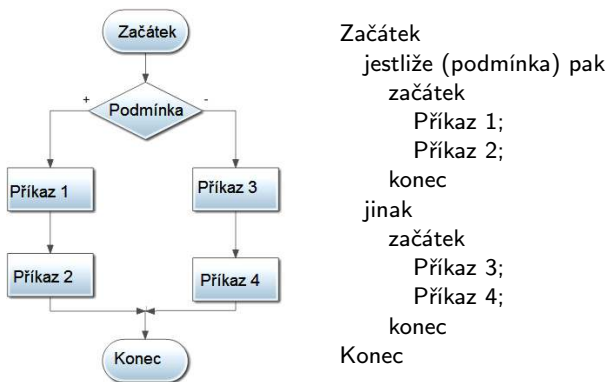 Začátek
+
-
Podmínka
Příkaz 1
Příkaz 3
Příkaz 2
Příkaz 4
Konec
Začátek
jestliže (podmínka) pak
začátek
Příkaz 1;
Příkaz 2;
konec
jinak
začátek
Příkaz 3;
Příkaz 4;
konec
Konec